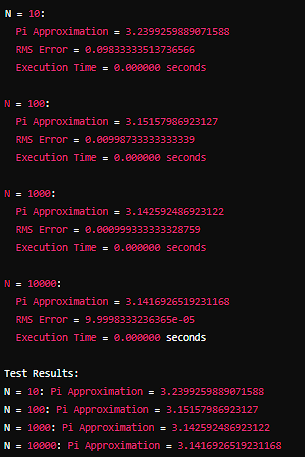 N = 10:
Pi Approximation = 3.2399259889071588
RMS Error = 0.09833333513736566
Execution Time = 0.000000 seconds
N = 100:
Pi Approximation = 3.15157986923127
RMS Error = 0.00998733333333339
Execution Time = 0.000000 seconds
N = 1000:
Pi Approximation = 3.142592486923122
RMS Error = 0.000999333333328759
Execution Time = 0.000000 seconds
N = 10000:
Pi Approximation = 3.1416926519231168
RMS Error = 9.9998333236365e-05
Execution Time = 0.000000 seconds
Test Results:
N = 10: Pi Approximation = 3.2399259889071588
N = 100: Pi Approximation = 3.15157986923127
N = 1000: Pi Approximation = 3.142592486923122
N = 10000: Pi Approximation = 3.1416926519231168